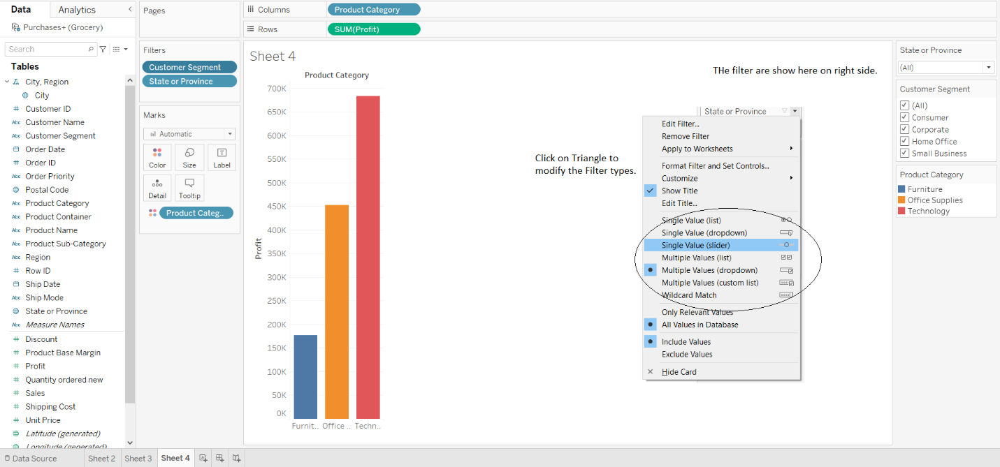 Data
Analytics
Purchases+ (Grocery)
Search
Tables
City, Region
City
# Customer ID
Abc Customer Name
Abc Customer Segment
Order Date
# Order ID
Abc Order Priority
Postal Code
Abc Product Category
Abc Product Container
Abc Product Name
Abc Product Sub-Category
Abc Region
# Row ID
Ship Date
Abc Ship Mode
State or Province
Abc Measure Names
# Discount
# Product Base Margin
# Profit
# Quantity ordered new
# Sales
# Shipping Cost
# Unit Price
Latitude (generated)
Longitude (generated)
Pages
Filters
Customer Segment
State or Province
Marks
Automatic
Color
Size
T
Label
Detail
Tooltip
Product Categ..
Columns
Product Category
Rows
SUM(Profit)
Sheet 4
Product Category
700K
650K
600K
550K
500K
450K
400K
350K
300K
250K
200K
150K
100K
50K
0K
Profit
Furnit..
Office ..
Techn..
THe filter are show here on right side.
Click on Triangle to
modify the Filter types.
State or Province
Edit Filter...
Remove Filter
Apply to Worksheets
Format Filter and Set Controls...
Customize
Show Title
Edit Title...
Single Value (list)
Single Value (dropdown)
Single Value (slider)
Multiple Values (list)
Multiple Values (dropdown)
Multiple Values (custom list)
Wildcard Match
Only Relevant Values
All Values in Database
Include Values
Exclude Values
Hide Card
State or Province
(All)
Customer Segment
(All)
Consumer
Corporate
Home Office
Small Business
Product Category
Furniture
Office Supplies
Technology
Data Source
Sheet 2
Sheet 3
Sheet 4